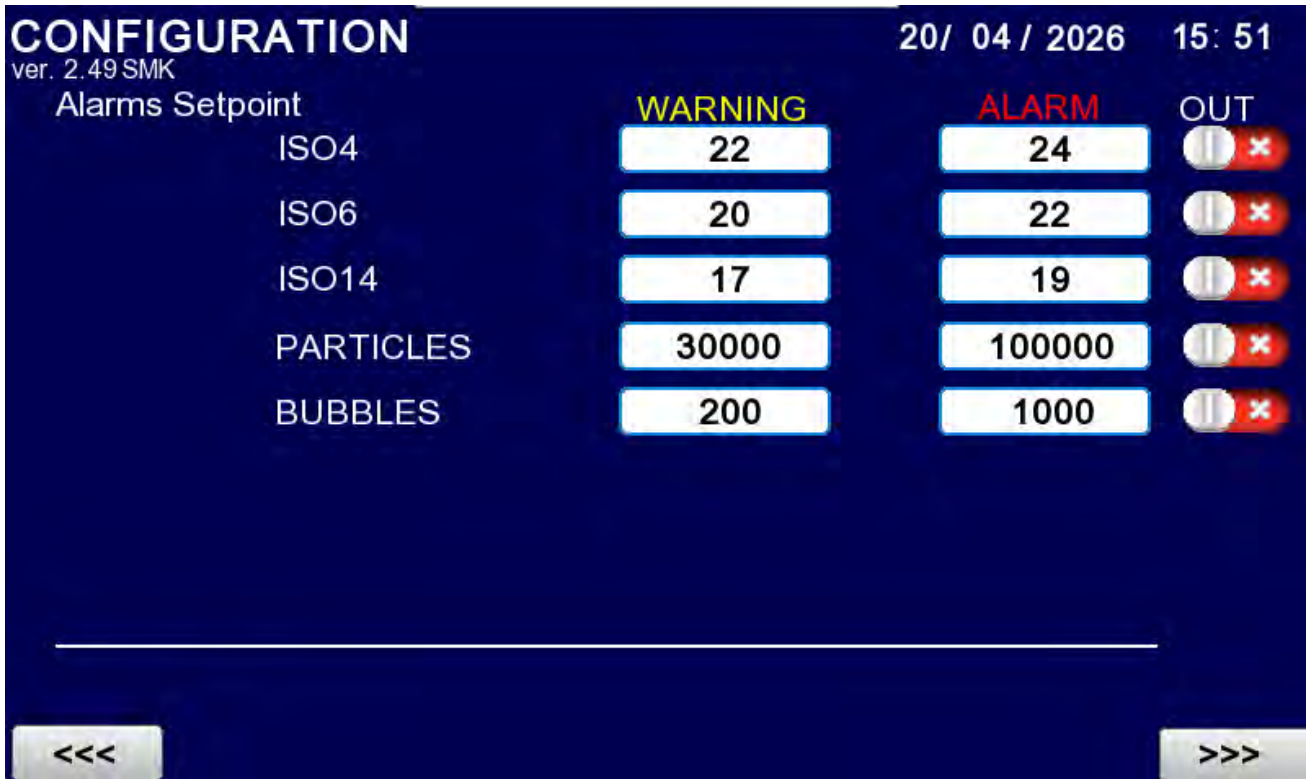 CONFIGURATION 20/ 04 / 2026 15: 51
ver. 2.49 SMK
Alarms Setpoint WARNING ALARM OUT
ISO4 22 24
ISO6 20 22
ISO14 17 19
PARTICLES 30000 100000
BUBBLES 200 1000
<<< >>>